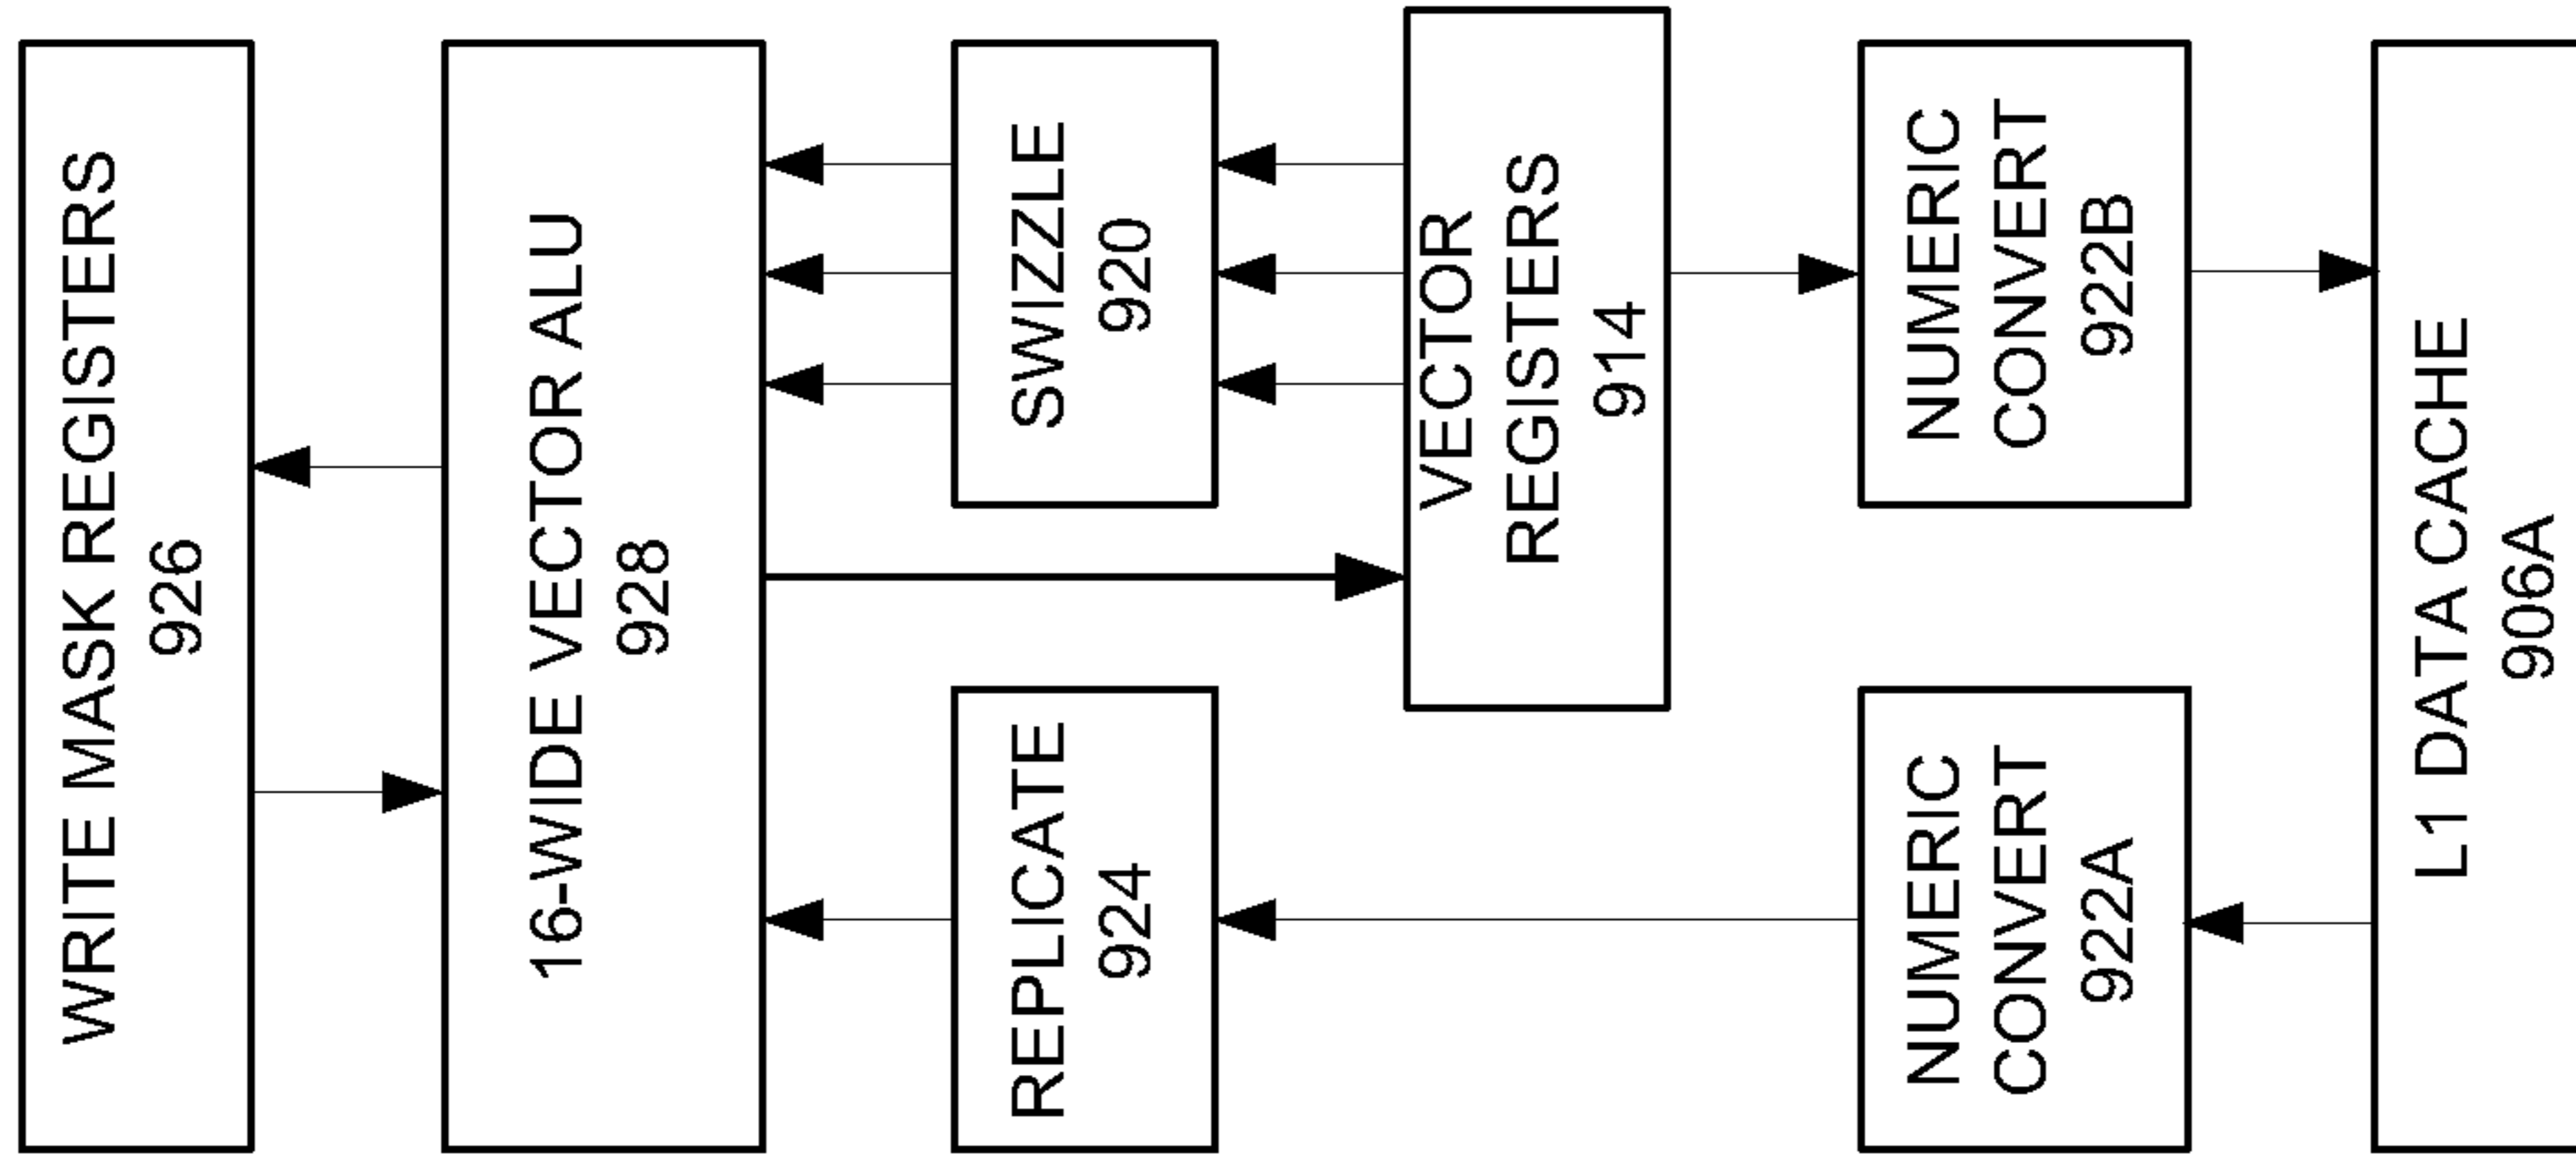 WRITE MASK REGISTERS
926
16-WIDE VECTOR ALU
928
REPLICATE
924
SWIZZLE
920
VECTOR
REGISTERS
914
NUMERIC
CONVERT
922A
NUMERIC
CONVERT
922B
L1 DATA CACHE
906A